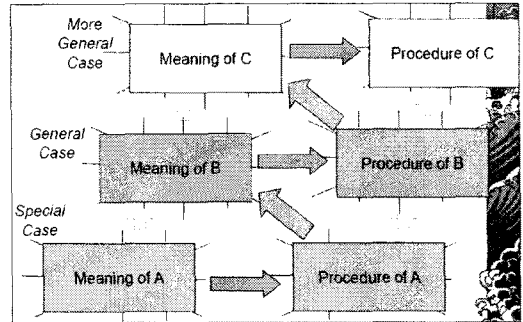 More
General
Case
Meaning of C
Procedure of C
General
Case
Meaning of B
Procedure of B
Special
Case
Meaning of A
Procedure of A